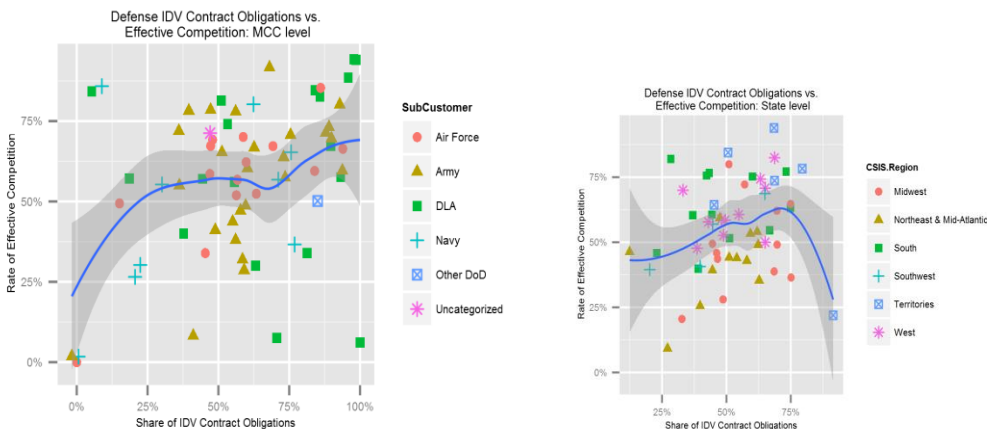 Defense IDV Contract Obligations vs.
Effective Competition: MCC level
Rate of Effective Competition
75%
50%
25%
0%
0%
25%
50%
75%
100%
Share of IDV Contract Obligations
SubCustomer
Air Force
Army
DLA
Navy
Other DoD
Uncategorized
Defense IDV Contract Obligations vs.
Effective Competition: State level
Rate of Effective Competition
75%
50%
25%
0%
25%
50%
75%
Share of IDV Contract Obligations
CSIS.Region
Midwest
Northeast & Mid-Atlantic
South
Southwest
Territories
West